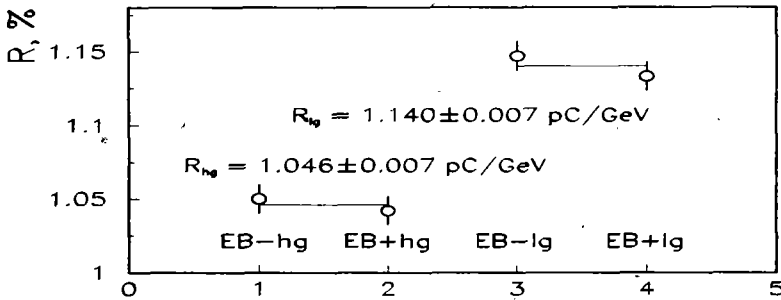 R, %
1.15
R_lg = 1.140±0.007 pC/GeV
1.1
R_hg = 1.046±0.007 pC/GeV
1.05
EB−hg EB+hg EB−lg EB+lg
1
0 1 2 3 4 5